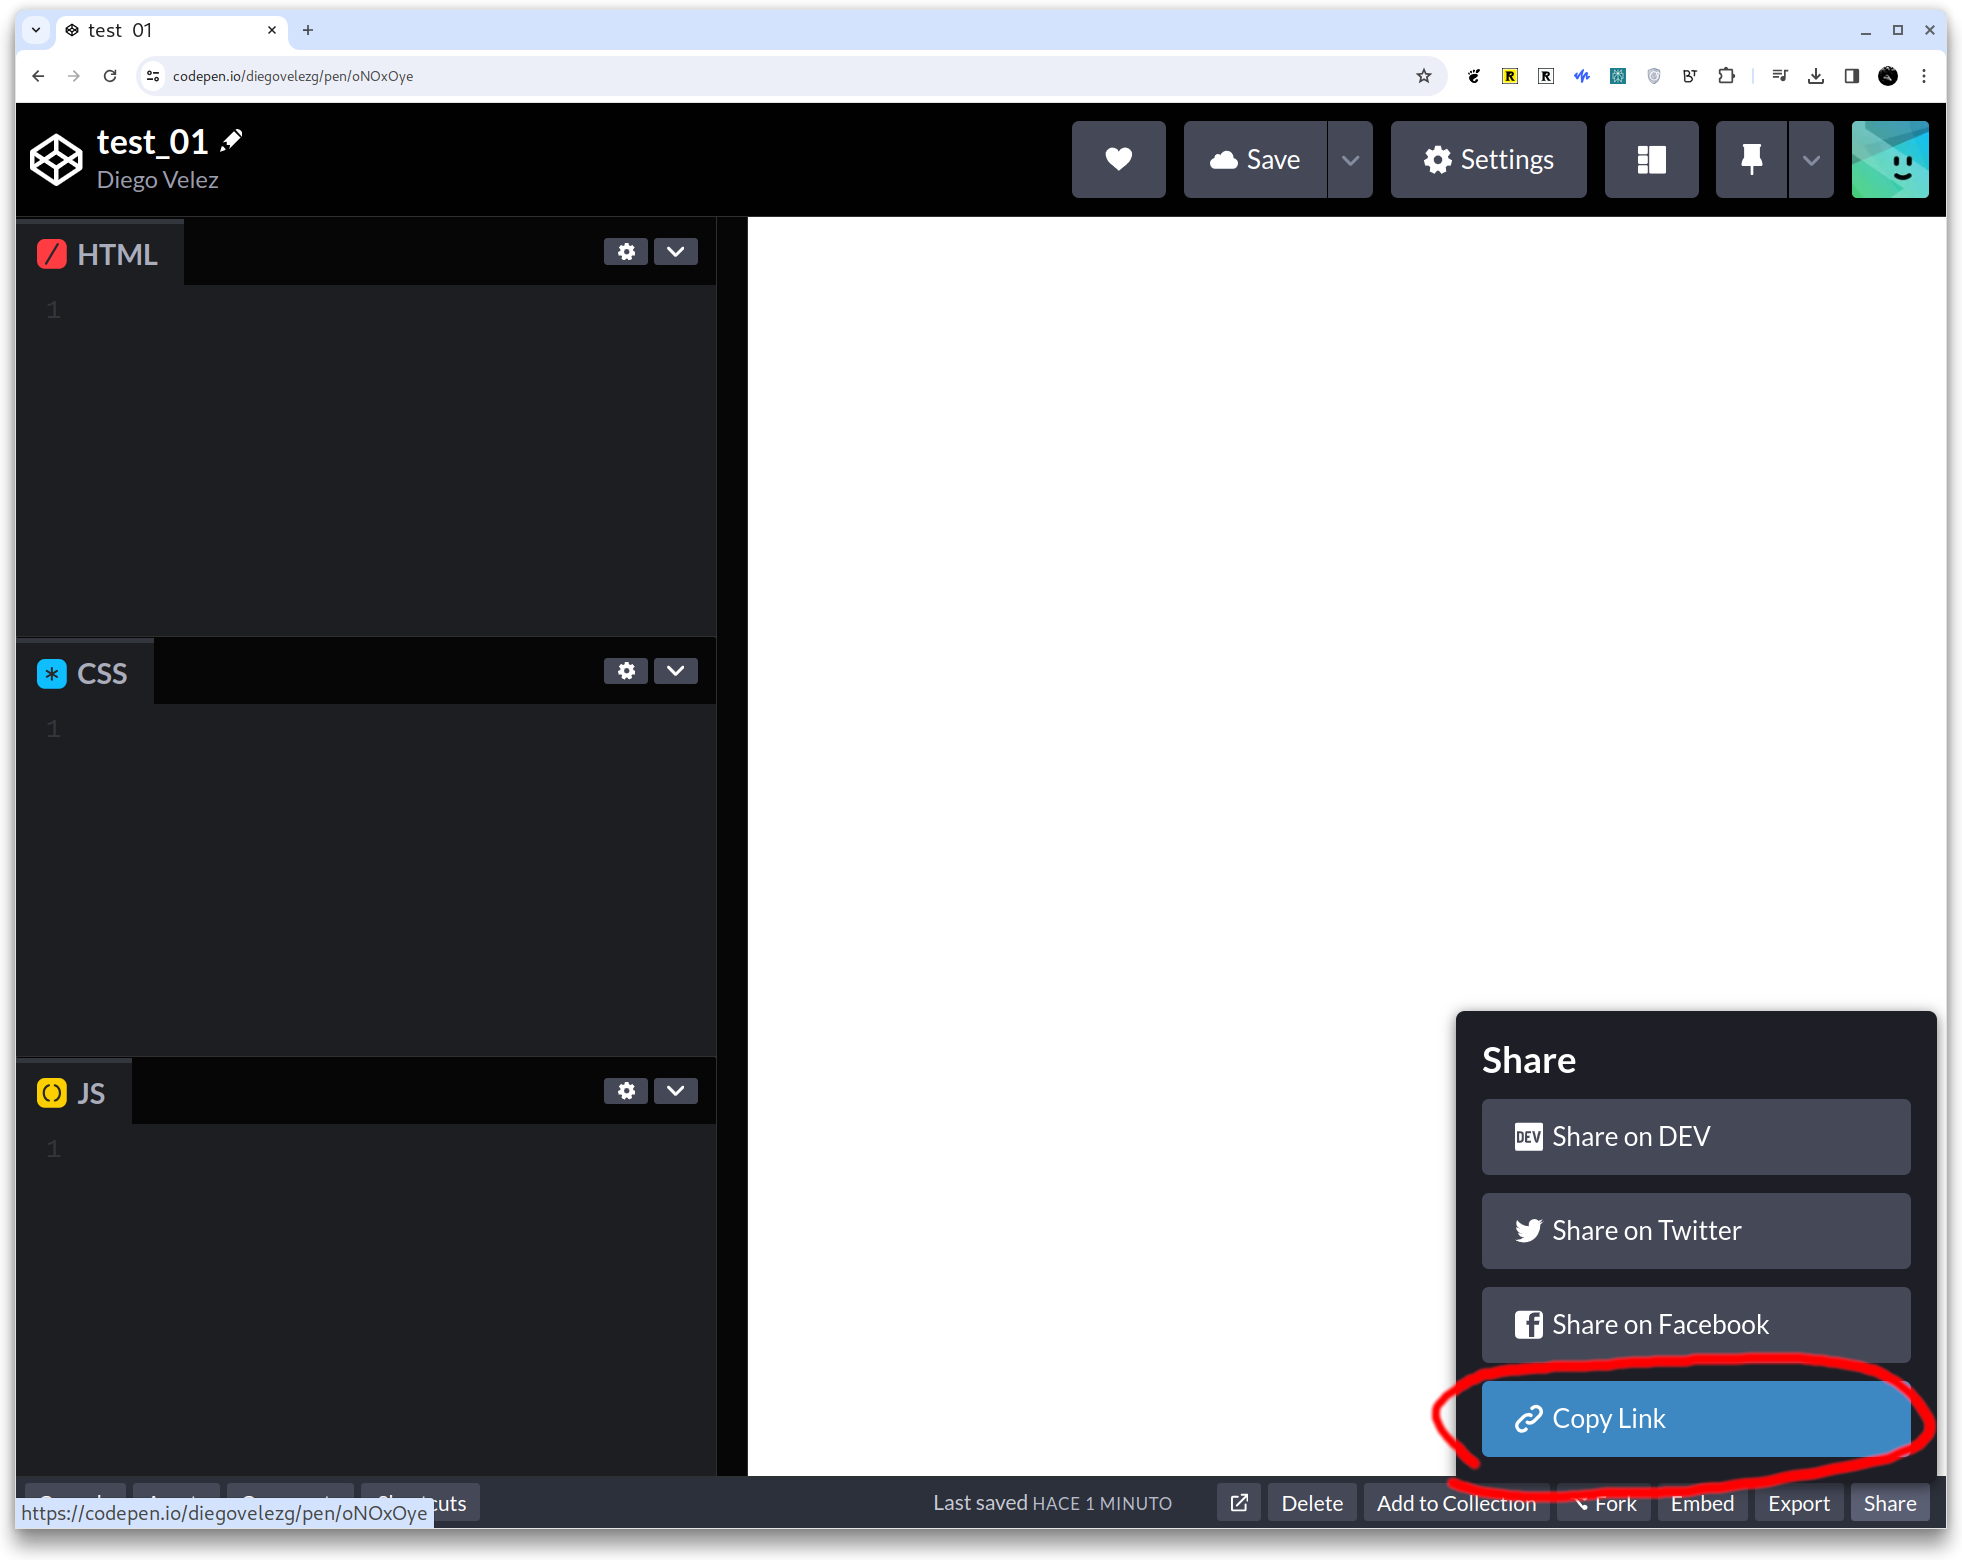 test 01
codepen.io/diegovelezg/pen/oNOxOye
test_01
Diego Velez
Save
Settings
HTML
1
CSS
1
JS
1
Share
DEV Share on DEV
Share on Twitter
Share on Facebook
Copy Link
https://codepen.io/diegovelezg/pen/oNOxOye
Last saved HACE 1 MINUTO
Delete
Add to Collection
Fork
Embed
Export
Share